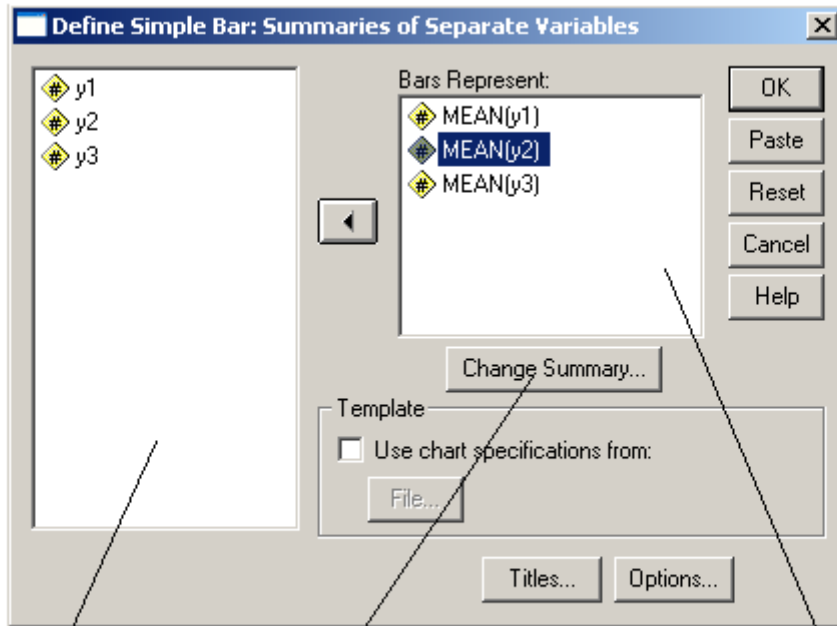 Define Simple Bar: Summaries of Separate Variables
y1
y2
y3
Bars Represent:
MEAN(y1)
MEAN(y2)
MEAN(y3)
Change Summary...
Template
Use chart specifications from:
File...
Titles...
Options...
OK
Paste
Reset
Cancel
Help